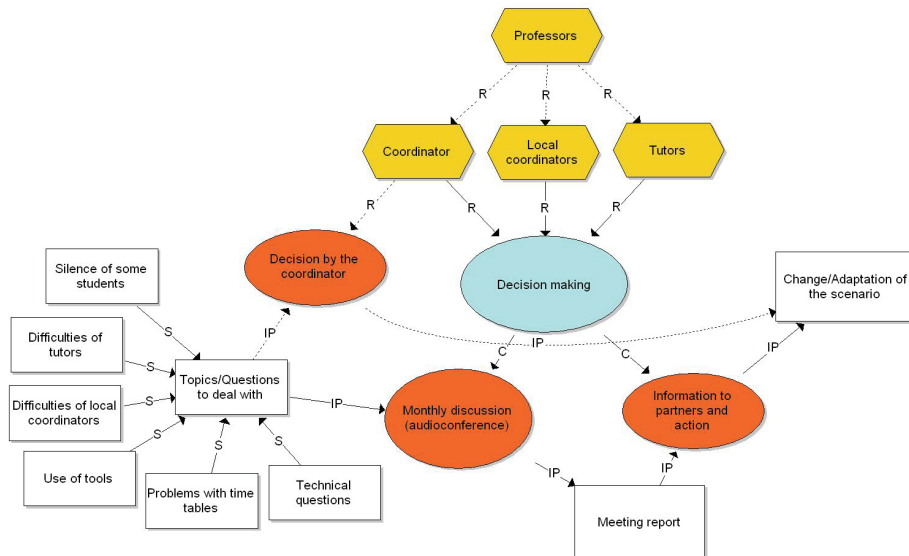 Professors
R
R
R
Coordinator
Local
coordinators
Tutors
R
R
R
R
Decision by the
coordinator
Decision making
Silence of some
students
Change/Adaptation of
the scenario
S
IP
IP
Difficulties of
tutors
S
C
C
IP
Topics/Questions
to deal with
Difficulties of local
coordinators
S
IP
Monthly discussion
(audioconference)
Information to
partners and
action
S
S
S
Use of tools
IP
IP
Problems with time
tables
Technical
questions
Meeting report